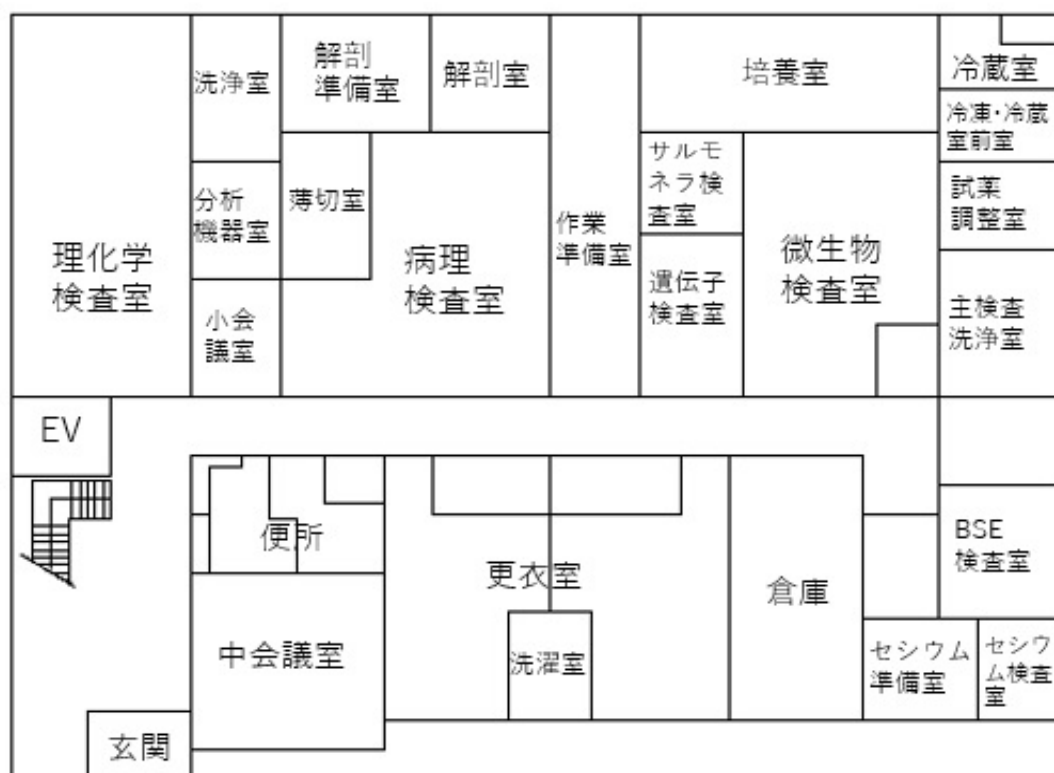 洗浄室
解剖
準備室
解剖室
培養室
冷蔵室
冷凍・冷蔵
室前室
サルモ
ネラ検
査室
試薬
調整室
分析
機器室
薄切室
作業
準備室
理化学
検査室
病理
検査室
微生物
検査室
遺伝子
検査室
主検査
洗浄室
小会
議室
EV
便所
更衣室
倉庫
BSE
検査室
中会議室
洗濯室
セシウム
準備室
セシウ
ム検査
室
玄関